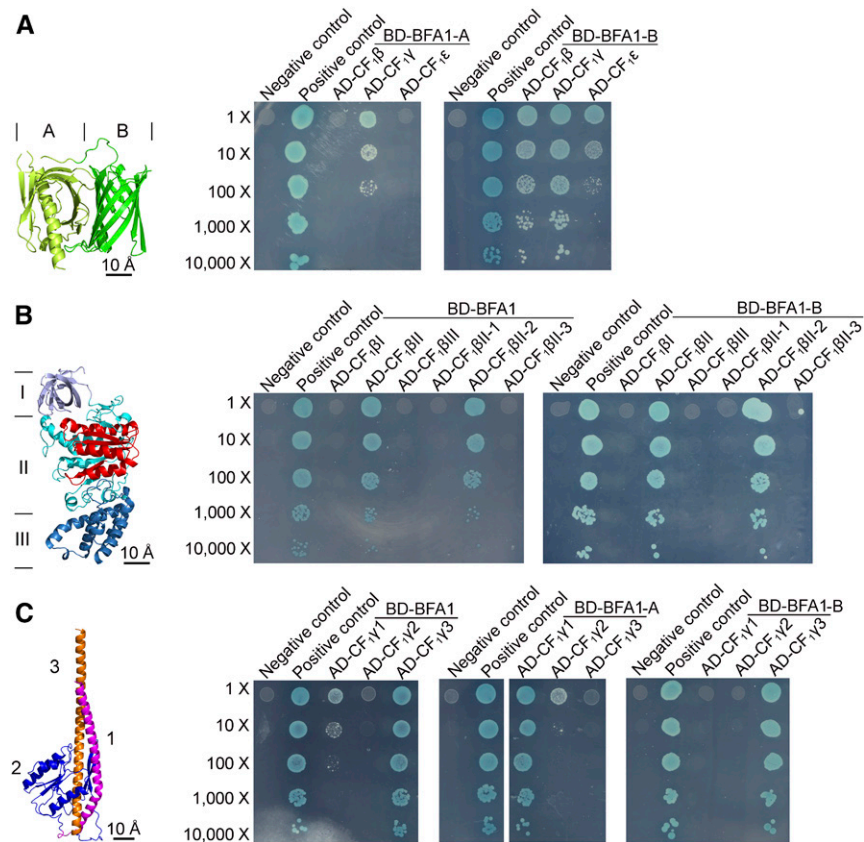 A
BD-BFA1-A
BD-BFA1-B
Negative control
Positive control
AD-CF₁β
AD-CF₁γ
AD-CF₁ε
Negative control
Positive control
AD-CF₁β
AD-CF₁γ
AD-CF₁ε
A B
1 X
10 X
100 X
1,000 X
10,000 X
10 Å
B
BD-BFA1
BD-BFA1-B
Negative control
Positive control
AD-CF₁βI
AD-CF₁βII
AD-CF₁βIII
AD-CF₁βII-1
AD-CF₁βII-2
AD-CF₁βII-3
Negative control
Positive control
AD-CF₁βI
AD-CF₁βII
AD-CF₁βIII
AD-CF₁βII-1
AD-CF₁βII-2
AD-CF₁βII-3
I
II
III
1 X
10 X
100 X
1,000 X
10,000 X
10 Å
C
BD-BFA1
BD-BFA1-A
BD-BFA1-B
Negative control
Positive control
AD-CF₁γ1
AD-CF₁γ2
AD-CF₁γ3
Negative control
Positive control
AD-CF₁γ1
AD-CF₁γ2
AD-CF₁γ3
Negative control
Positive control
AD-CF₁γ1
AD-CF₁γ2
AD-CF₁γ3
3
1
2
1 X
10 X
100 X
1,000 X
10,000 X
10 Å